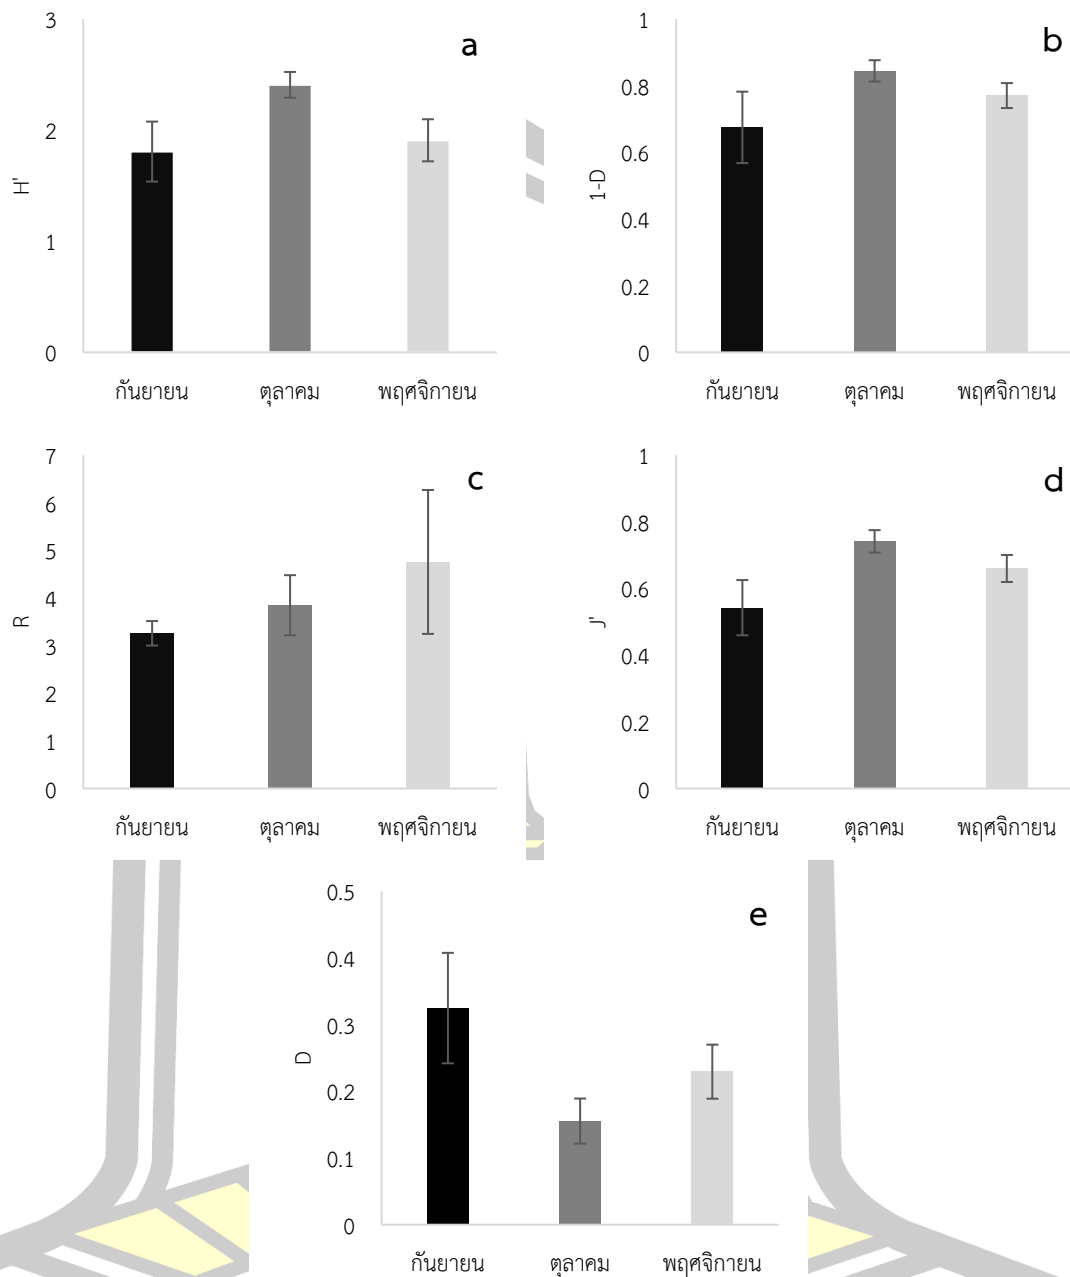 3
a
2
H'
1
0
กันยายน
ตุลาคม
พฤศจิกายน
1
b
0.8
0.6
1-D
0.4
0.2
0
กันยายน
ตุลาคม
พฤศจิกายน
7
c
6
5
4
R
3
2
1
0
กันยายน
ตุลาคม
พฤศจิกายน
1
d
0.8
0.6
J'
0.4
0.2
0
กันยายน
ตุลาคม
พฤศจิกายน
0.5
e
0.4
0.3
D
0.2
0.1
0
กันยายน
ตุลาคม
พฤศจิกายน